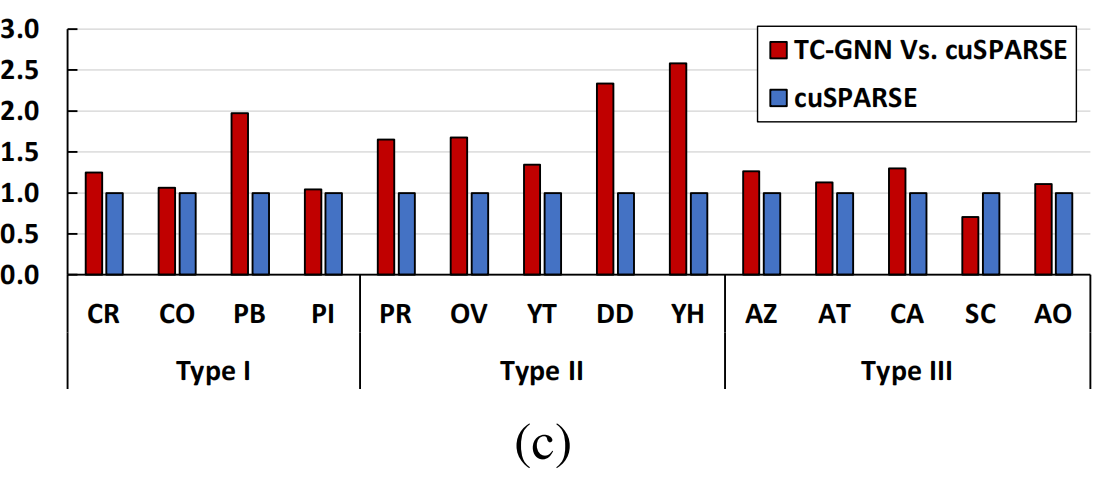 3.0
2.5
2.0
1.5
1.0
0.5
0.0
TC-GNN Vs. cuSPARSE
cuSPARSE
CR CO PB PI PR OV YT DD YH AZ AT CA SC AO
Type I Type II Type III
(c)